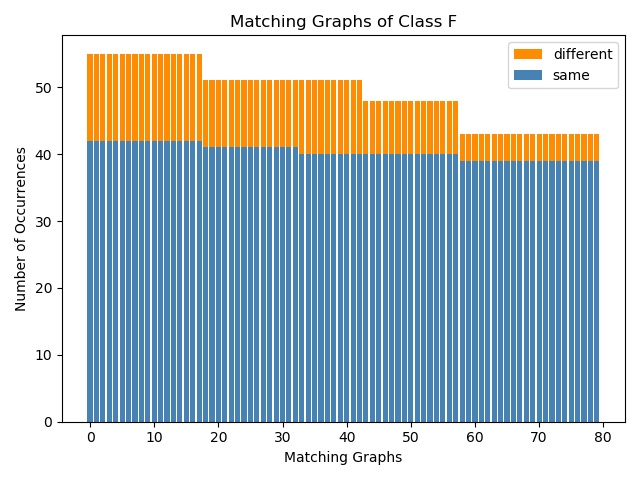 Matching Graphs of Class F
different
same
Number of Occurrences
50
40
30
20
10
0
0 10 20 30 40 50 60 70 80
Matching Graphs